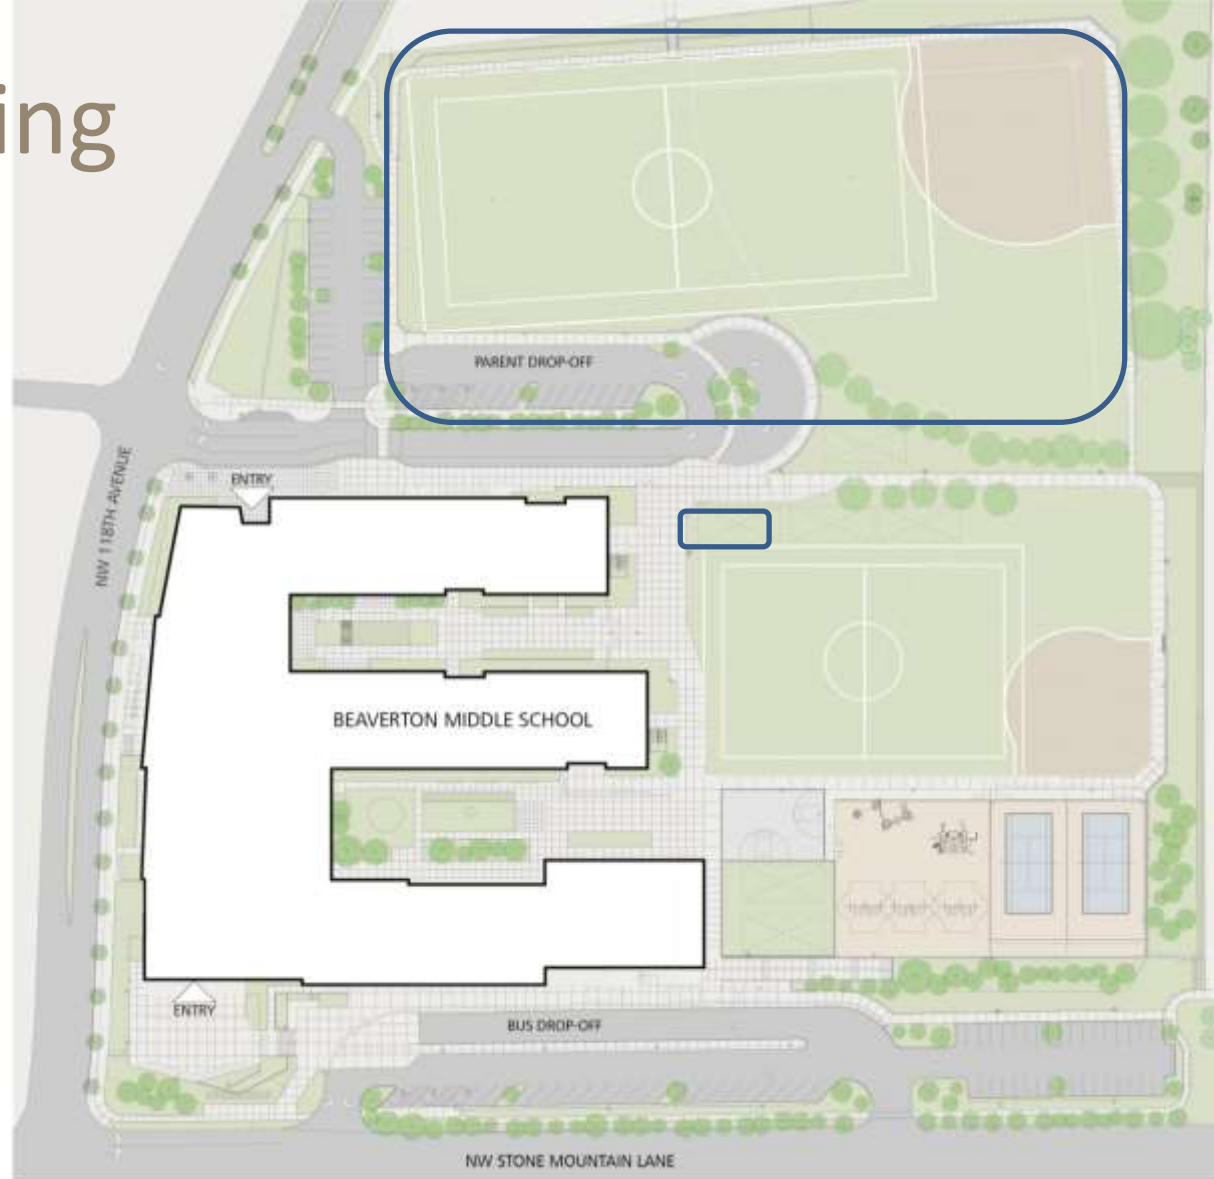 ing
PARENT DROP-OFF
NW 118TH AVENUE
ENTRY
BEAVERTON MIDDLE SCHOOL
ENTRY
BUS DROP-OFF
NW STONE MOUNTAIN LANE